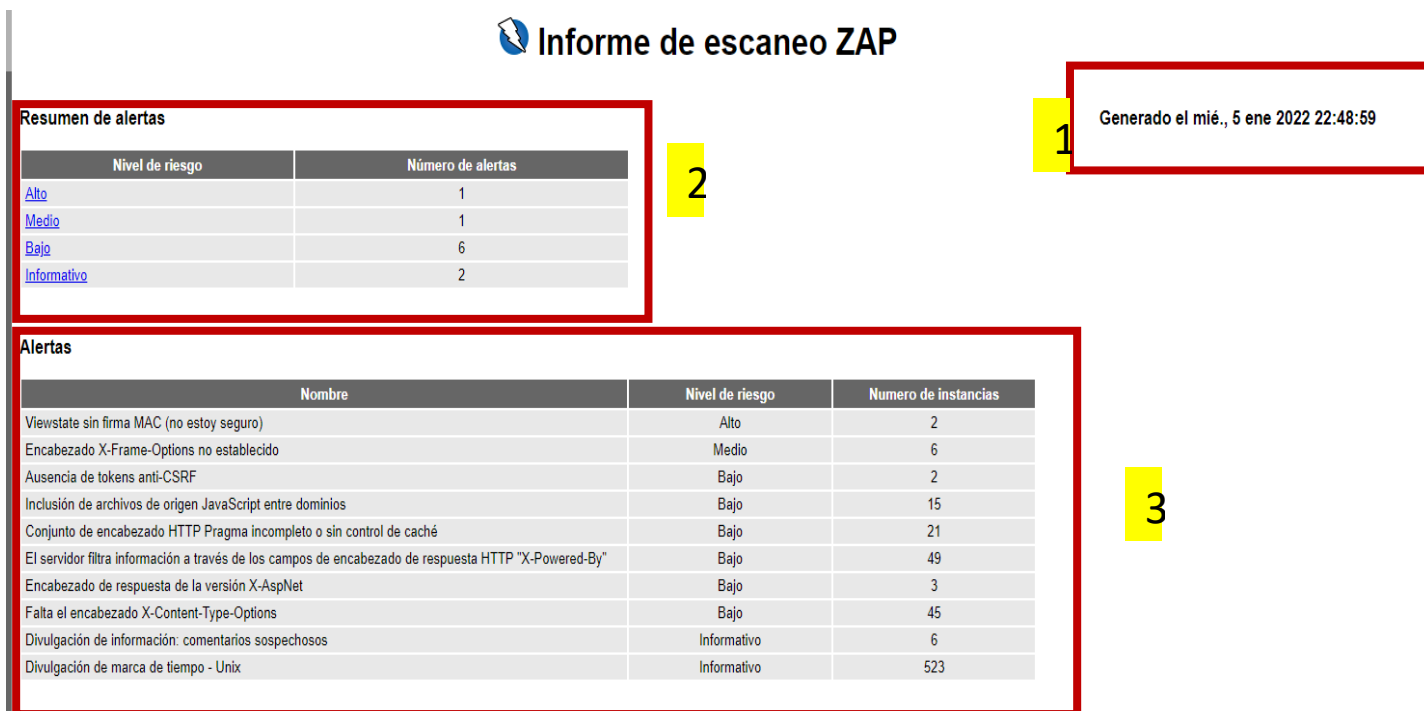 Informe de escaneo ZAP
1
Generado el mié., 5 ene 2022 22:48:59
Resumen de alertas
2
Nivel de riesgo Número de alertas
Alto 1
Medio 1
Bajo 6
Informativo 2
Alertas
3
Nombre Nivel de riesgo Numero de instancias
Viewstate sin firma MAC (no estoy seguro) Alto 2
Encabezado X-Frame-Options no establecido Medio 6
Ausencia de tokens anti-CSRF Bajo 2
Inclusión de archivos de origen JavaScript entre dominios Bajo 15
Conjunto de encabezado HTTP Pragma incompleto o sin control de caché Bajo 21
El servidor filtra información a través de los campos de encabezado de respuesta HTTP "X-Powered-By" Bajo 49
Encabezado de respuesta de la versión X-AspNet Bajo 3
Falta el encabezado X-Content-Type-Options Bajo 45
Divulgación de información: comentarios sospechosos Informativo 6
Divulgación de marca de tiempo - Unix Informativo 523